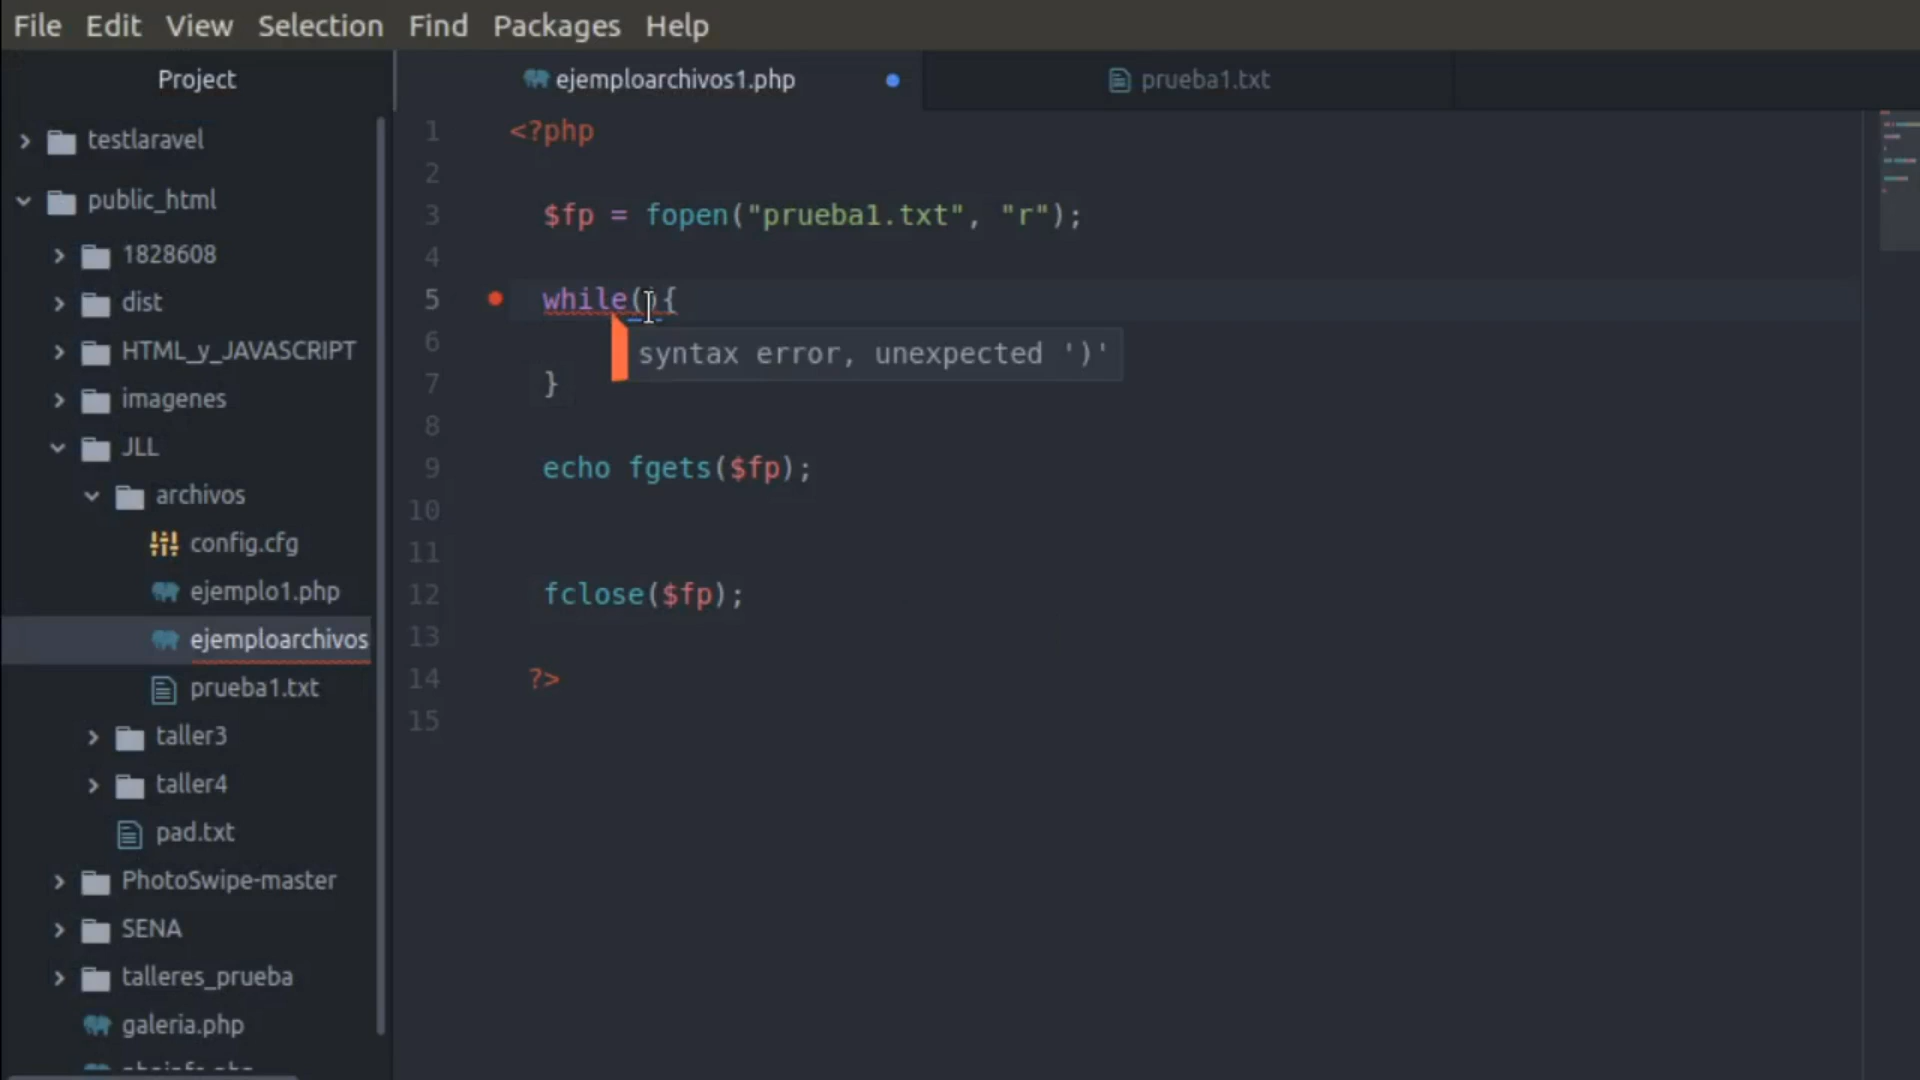 File Edit View Selection Find Packages Help
Project
ejemploarchivos1.php
prueba1.txt
testlaravel
public_html
1828608
dist
HTML_y_JAVASCRIPT
imagenes
JLL
archivos
config.cfg
ejemplo1.php
ejemploarchivos
prueba1.txt
taller3
taller4
pad.txt
PhotoSwipe-master
SENA
talleres_prueba
galeria.php
1 <?php
2
3 $fp = fopen("prueba1.txt", "r");
4
5 while(){
6 syntax error, unexpected ')'
7 }
8
9 echo fgets($fp);
10
11
12 fclose($fp);
13
14 ?>
15